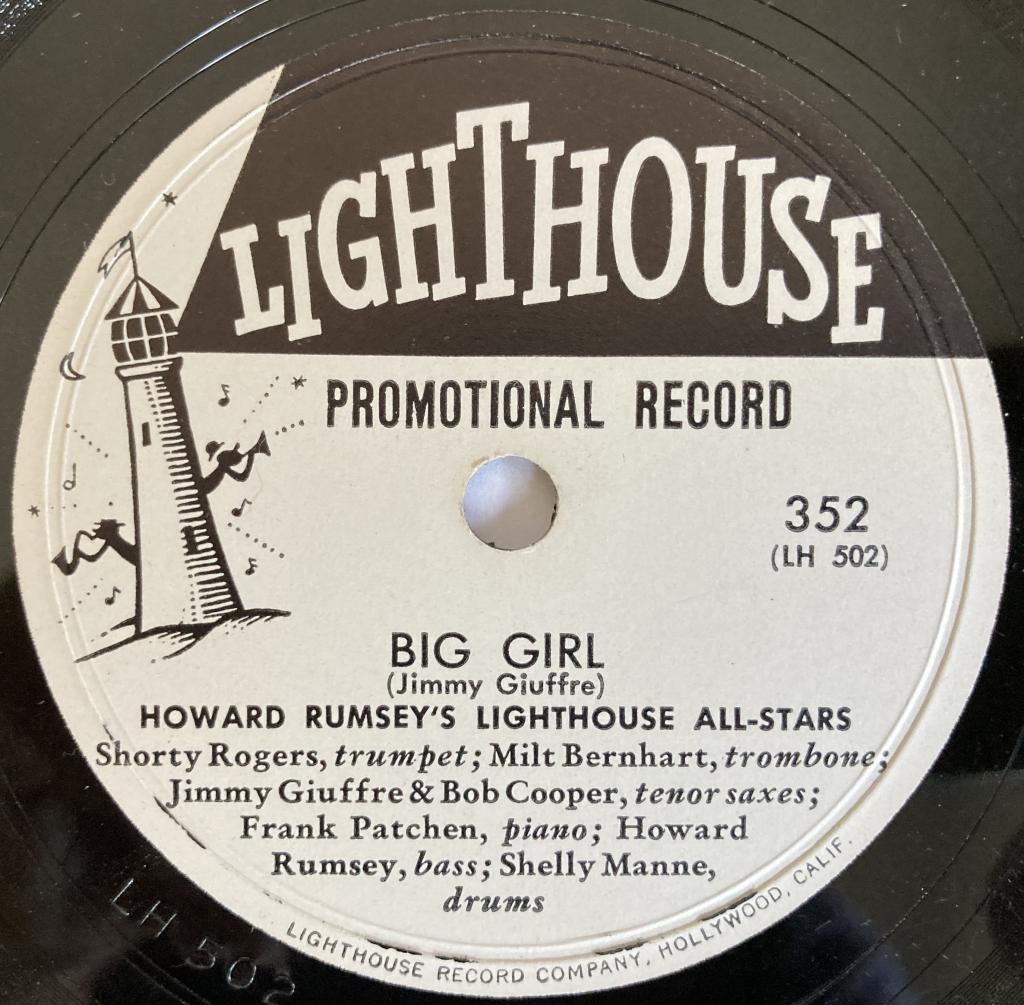 LIGHTHOUSE
PROMOTIONAL RECORD
352
(LH 502)
BIG GIRL
(Jimmy Giuffre)
HOWARD RUMSEY'S LIGHTHOUSE ALL-STARS
Shorty Rogers, trumpet; Milt Bernhart, trombone;
Jimmy Giuffre & Bob Cooper, tenor saxes;
Frank Patchen, piano; Howard
Rumsey, bass; Shelly Manne,
drums
LIGHTHOUSE RECORD COMPANY, HOLLYWOOD, CALIF.
LH 502